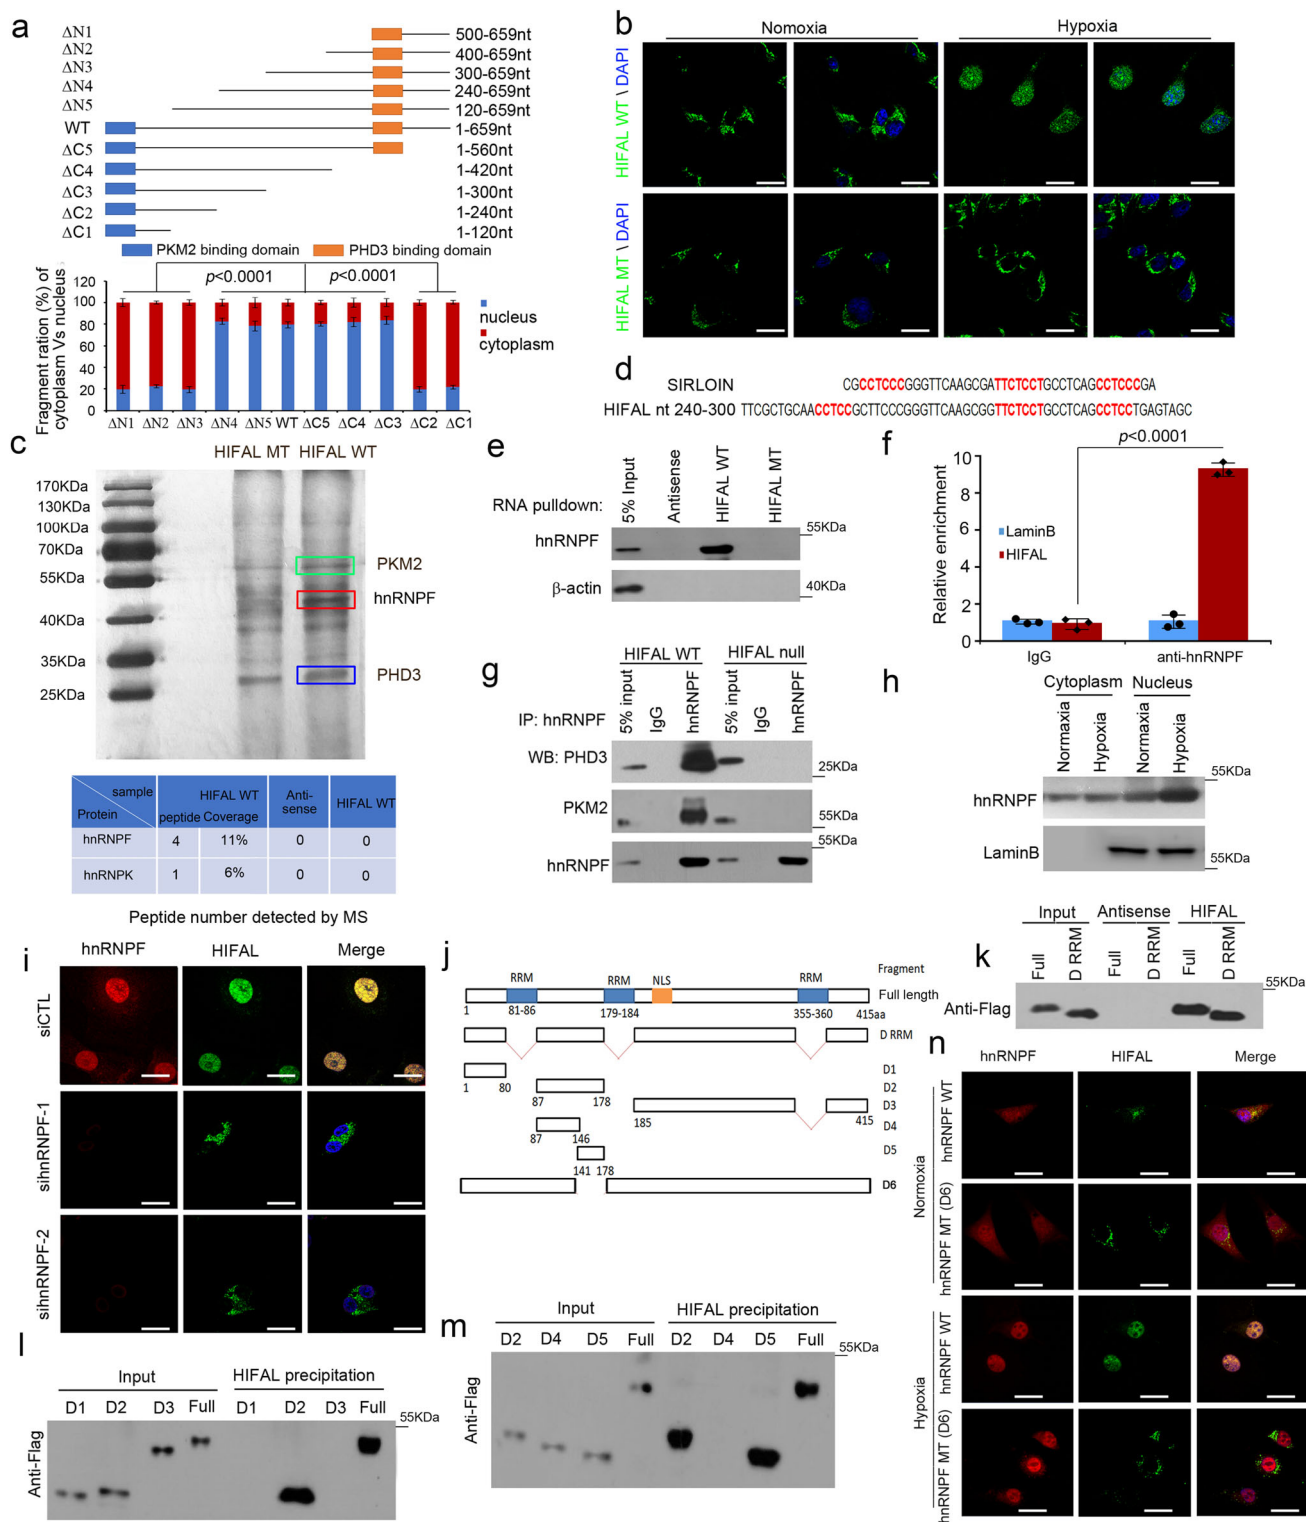 a
ΔN1 500-659nt
ΔN2 400-659nt
ΔN3 300-659nt
ΔN4 240-659nt
ΔN5 120-659nt
WT 1-659nt
ΔC5 1-560nt
ΔC4 1-420nt
ΔC3 1-300nt
ΔC2 1-240nt
ΔC1 1-120nt
PKM2 binding domain PHD3 binding domain
p<0.0001 p<0.0001
Fragment ration (%) of
cytoplasm Vs nucleus
120
100
80
60
40
20
0
nucleus
cytoplasm
ΔN1 ΔN2 ΔN3 ΔN4 ΔN5 WT ΔC5 ΔC4 ΔC3 ΔC2 ΔC1
b
Nomoxia Hypoxia
HIFAL WT \ DAPI
HIFAL MT \ DAPI
c
HIFAL MT HIFAL WT
170KDa
130KDa
100KDa
70KDa
55KDa
40KDa
35KDa
25KDa
PKM2
hnRNPF
PHD3
sample
Protein
HIFAL WT
peptide Coverage
Anti-
sense
HIFAL WT
hnRNPF 4 11% 0 0
hnRNPK 1 6% 0 0
Peptide number detected by MS
d
SIRLOIN CGCCTCCCGGGTTCAAGCGATTCTCCTGCCTCAGCCTCCCGA
HIFAL nt 240-300 TTCGCTGCAACCTCCGCTTCCCGGGTTCAAGCGGTTCTCCTGCCTCAGCCTCCTGAGTAGC
e
RNA pulldown:
5% Input
Antisense
HIFAL WT
HIFAL MT
hnRNPF
55KDa
β-actin
40KDa
f
p<0.0001
Relative enrichment
10
8
6
4
2
0
LaminB
HIFAL
IgG anti-hnRNPF
g
HIFAL WT HIFAL null
IP: hnRNPF
5% input
IgG
hnRNPF
5% input
IgG
hnRNPF
WB: PHD3
25KDa
PKM2
55KDa
55KDa
hnRNPF
h
Cytoplasm Nucleus
Normaxia
Hypoxia
Normaxia
Hypoxia
55KDa
hnRNPF
LaminB
55KDa
i
hnRNPF HIFAL Merge
siCTL
sihnRNPF-1
sihnRNPF-2
j
RRM RRM NLS RRM Fragment
Full length
1 81-86 179-184 355-360 415aa
D RRM
D1
1 80
D2
87 178
D3
185 415
D4
87 146
D5
141 178
D6
k
Input Antisense HIFAL
Full
D RRM
Full
D RRM
Full
D RRM
55KDa
Anti-Flag
l
Input HIFAL precipitation
D1 D2 D3 Full D1 D2 D3 Full
55KDa
Anti-Flag
m
Input HIFAL precipitation
D2 D4 D5 Full D2 D4 D5 Full
55KDa
Anti-Flag
n
hnRNPF HIFAL Merge
Normoxia
hnRNPF WT
hnRNPF MT (D6)
Hypoxia
hnRNPF WT
hnRNPF MT (D6)